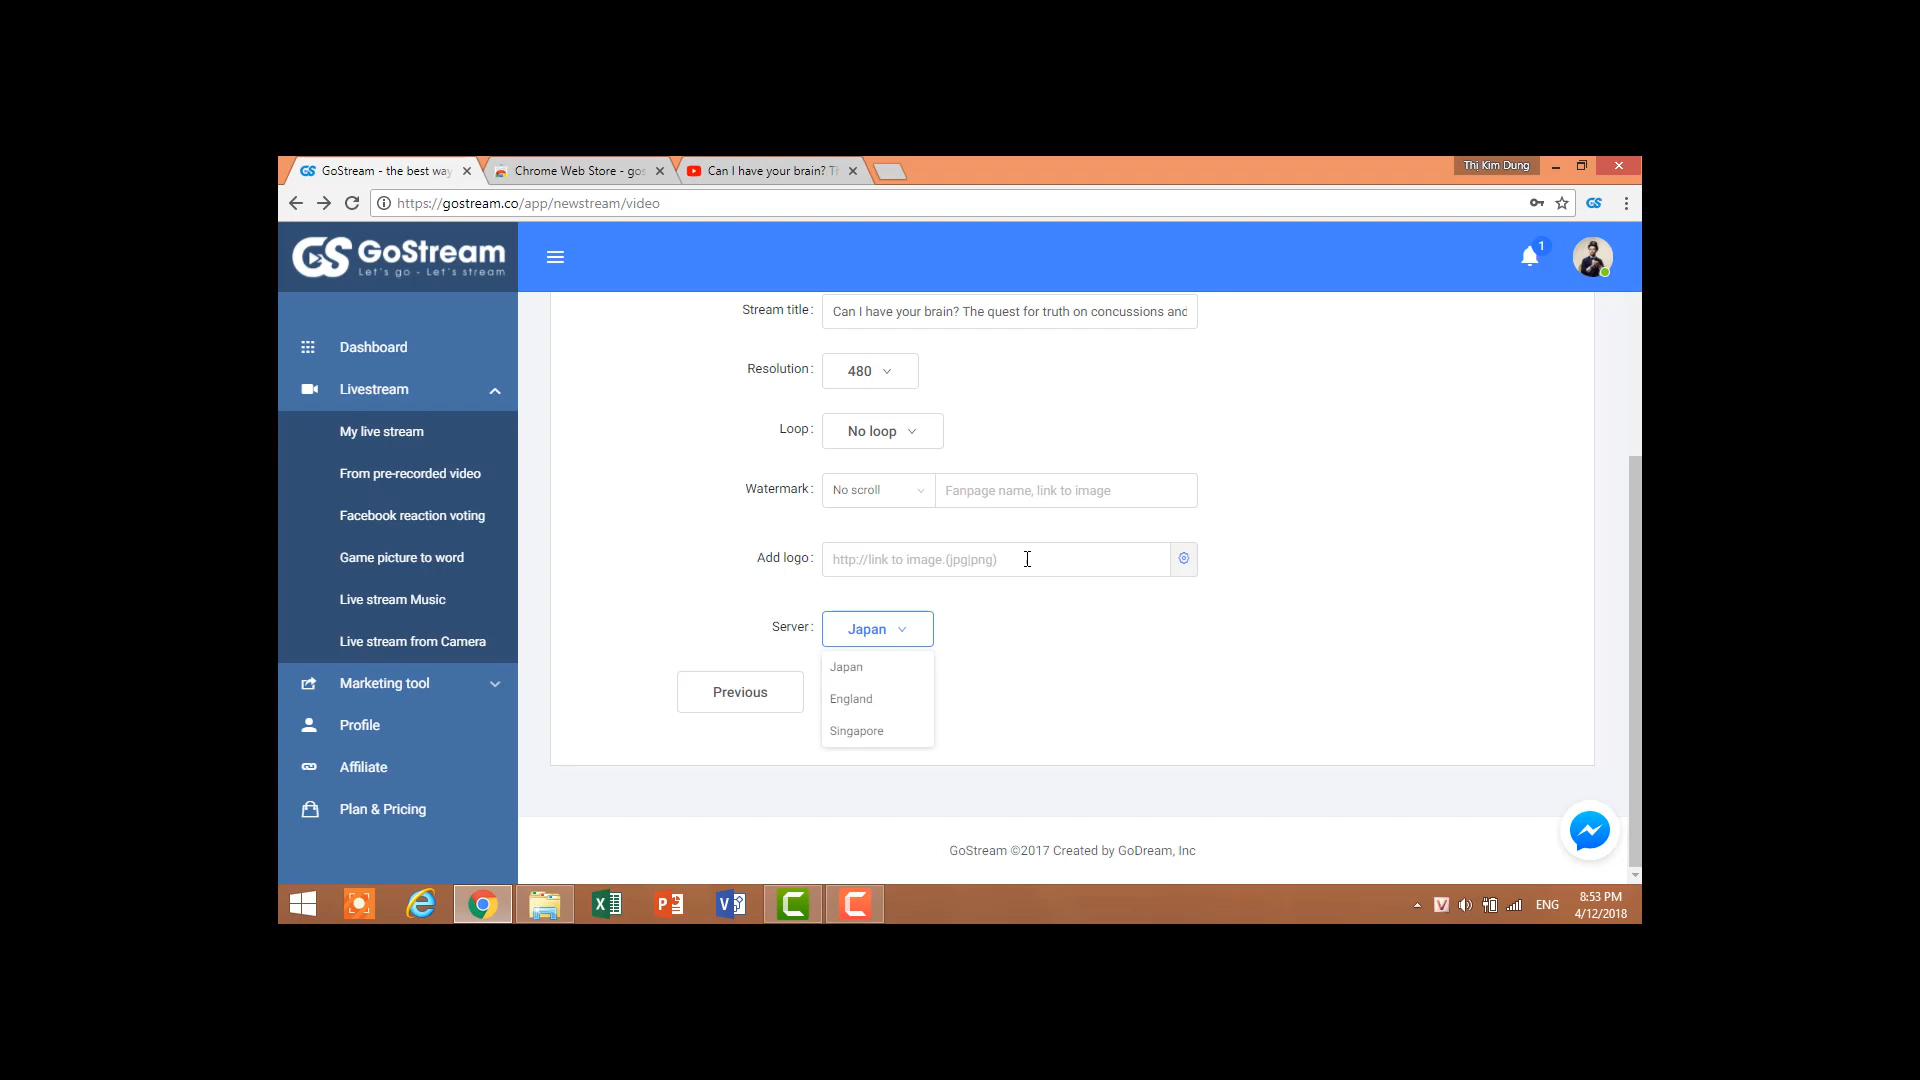 GoStream - the best way
Chrome Web Store - gos
Can I have your brain? T
Thi Kim Dung
https://gostream.co/app/newstream/video
GS GoStream
Let's go - Let's stream
1
Dashboard
Livestream
My live stream
From pre-recorded video
Facebook reaction voting
Game picture to word
Live stream Music
Live stream from Camera
Marketing tool
Profile
Affiliate
Plan & Pricing
Stream title:
Can I have your brain? The quest for truth on concussions and
Resolution:
480
Loop:
No loop
Watermark:
No scroll
Fanpage name, link to image
Add logo:
http://link to image.(jpg|png)
Server:
Japan
Japan
England
Singapore
Previous
GoStream ©2017 Created by GoDream, Inc
ENG
8:53 PM
4/12/2018